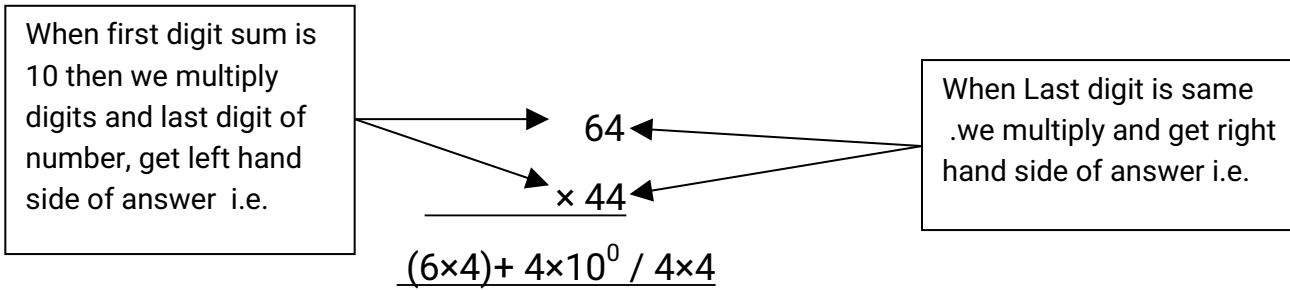 When first digit sum is
10 then we multiply
digits and last digit of
number, get left hand
side of answer i.e.
64
× 44
(6×4)+ 4×10⁰ / 4×4
When Last digit is same
.we multiply and get right
hand side of answer i.e.